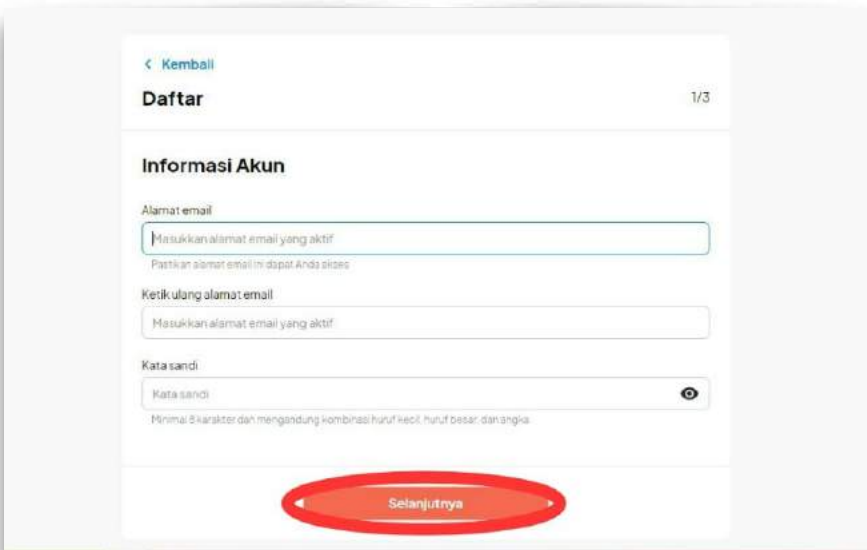 Kembali
Daftar
1/3
Informasi Akun
Alamat email
Masukkan alamat email yang aktif
Pastikan alamat email ini dapat Anda akses
Ketik ulang alamat email
Masukkan alamat email yang aktif
Kata sandi
Kata sandi
Minimal 8 karakter dan mengandung kombinasi huruf kecil, huruf besar, dan angka
Selanjutnya